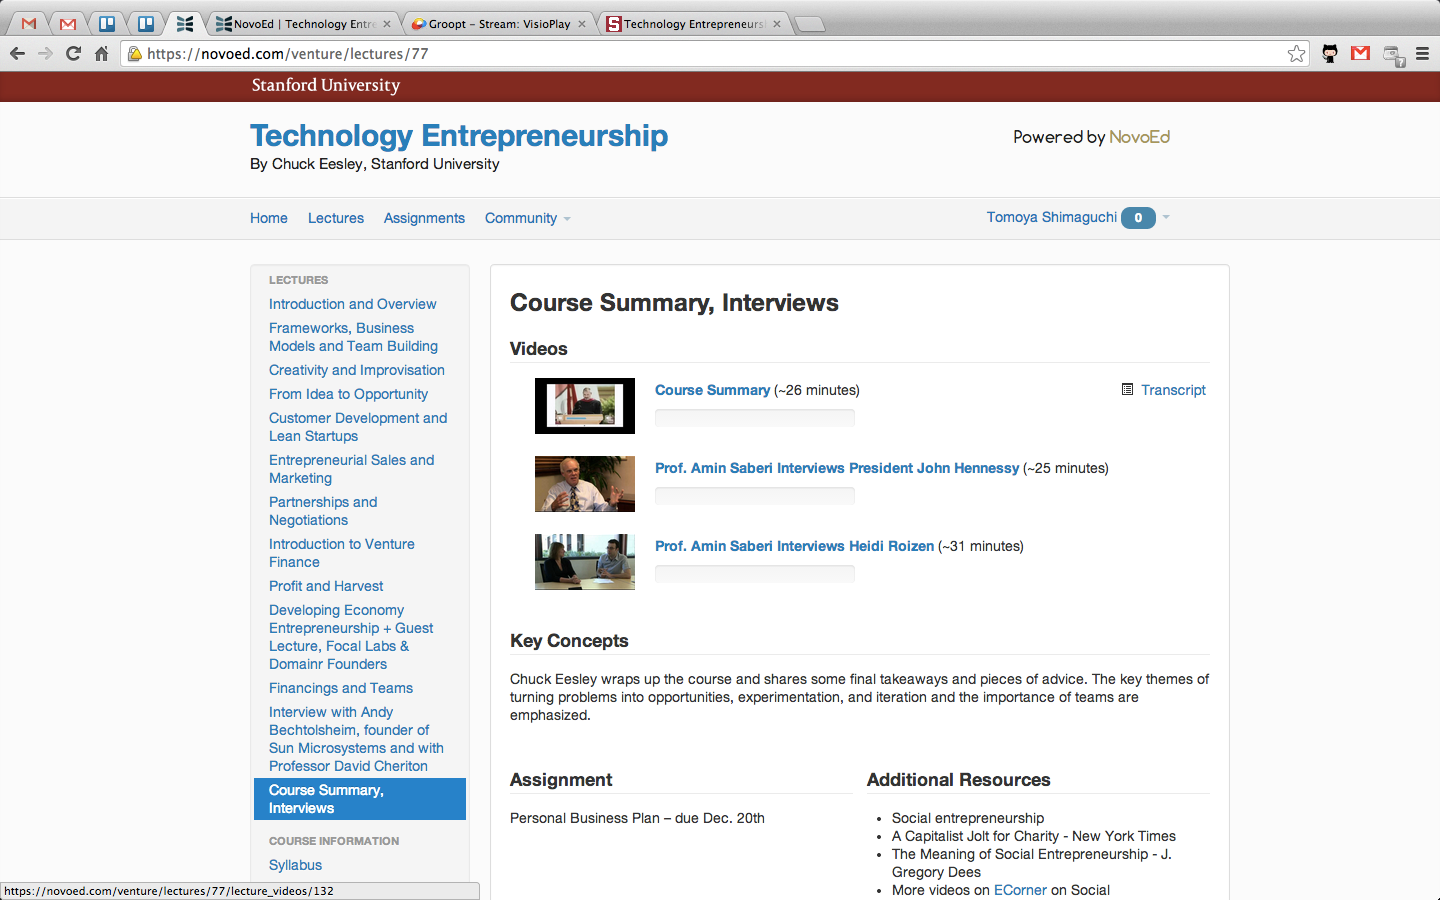 NovoEd | Technology Entre
Groopt – Stream: VisioPlay
Technology Entrepreneurs
https://novoed.com/venture/lectures/77
Stanford University
Technology Entrepreneurship
By Chuck Eesley, Stanford University
Powered by NovoEd
Home
Lectures
Assignments
Community
Tomoya Shimaguchi 0
LECTURES
Introduction and Overview
Frameworks, Business
Models and Team Building
Creativity and Improvisation
From Idea to Opportunity
Customer Development and
Lean Startups
Entrepreneurial Sales and
Marketing
Partnerships and
Negotiations
Introduction to Venture
Finance
Profit and Harvest
Developing Economy
Entrepreneurship + Guest
Lecture, Focal Labs &
Domainr Founders
Financings and Teams
Interview with Andy
Bechtolsheim, founder of
Sun Microsystems and with
Professor David Cheriton
Course Summary,
Interviews
COURSE INFORMATION
Syllabus
https://novoed.com/venture/lectures/77/lecture_videos/132
Course Summary, Interviews
Videos
Course Summary (~26 minutes)
Transcript
Prof. Amin Saberi Interviews President John Hennessy (~25 minutes)
Prof. Amin Saberi Interviews Heidi Roizen (~31 minutes)
Key Concepts
Chuck Eesley wraps up the course and shares some final takeaways and pieces of advice. The key themes of
turning problems into opportunities, experimentation, and iteration and the importance of teams are
emphasized.
Assignment
Personal Business Plan – due Dec. 20th
Additional Resources
• Social entrepreneurship
• A Capitalist Jolt for Charity - New York Times
• The Meaning of Social Entrepreneurship - J.
Gregory Dees
• More videos on ECorner on Social